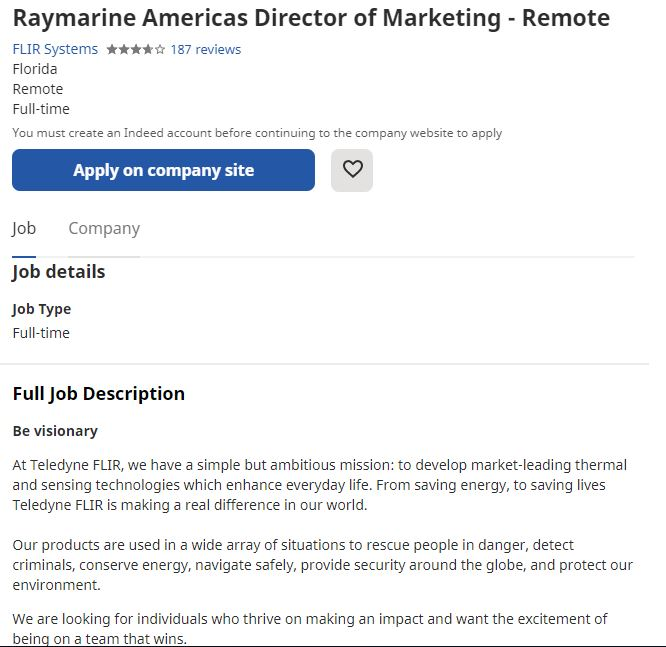 Raymarine Americas Director of Marketing - Remote
FLIR Systems 187 reviews
Florida
Remote
Full-time
You must create an Indeed account before continuing to the company website to apply
Apply on company site
Job Company
Job details
Job Type
Full-time
Full Job Description
Be visionary
At Teledyne FLIR, we have a simple but ambitious mission: to develop market-leading thermal
and sensing technologies which enhance everyday life. From saving energy, to saving lives
Teledyne FLIR is making a real difference in our world.
Our products are used in a wide array of situations to rescue people in danger, detect
criminals, conserve energy, navigate safely, provide security around the globe, and protect our
environment.
We are looking for individuals who thrive on making an impact and want the excitement of
being on a team that wins.